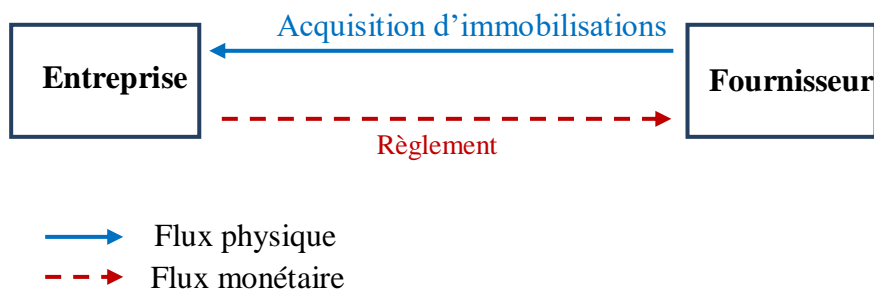 Acquisition d’immobilisations
Entreprise
Fournisseur
Règlement
Flux physique
Flux monétaire